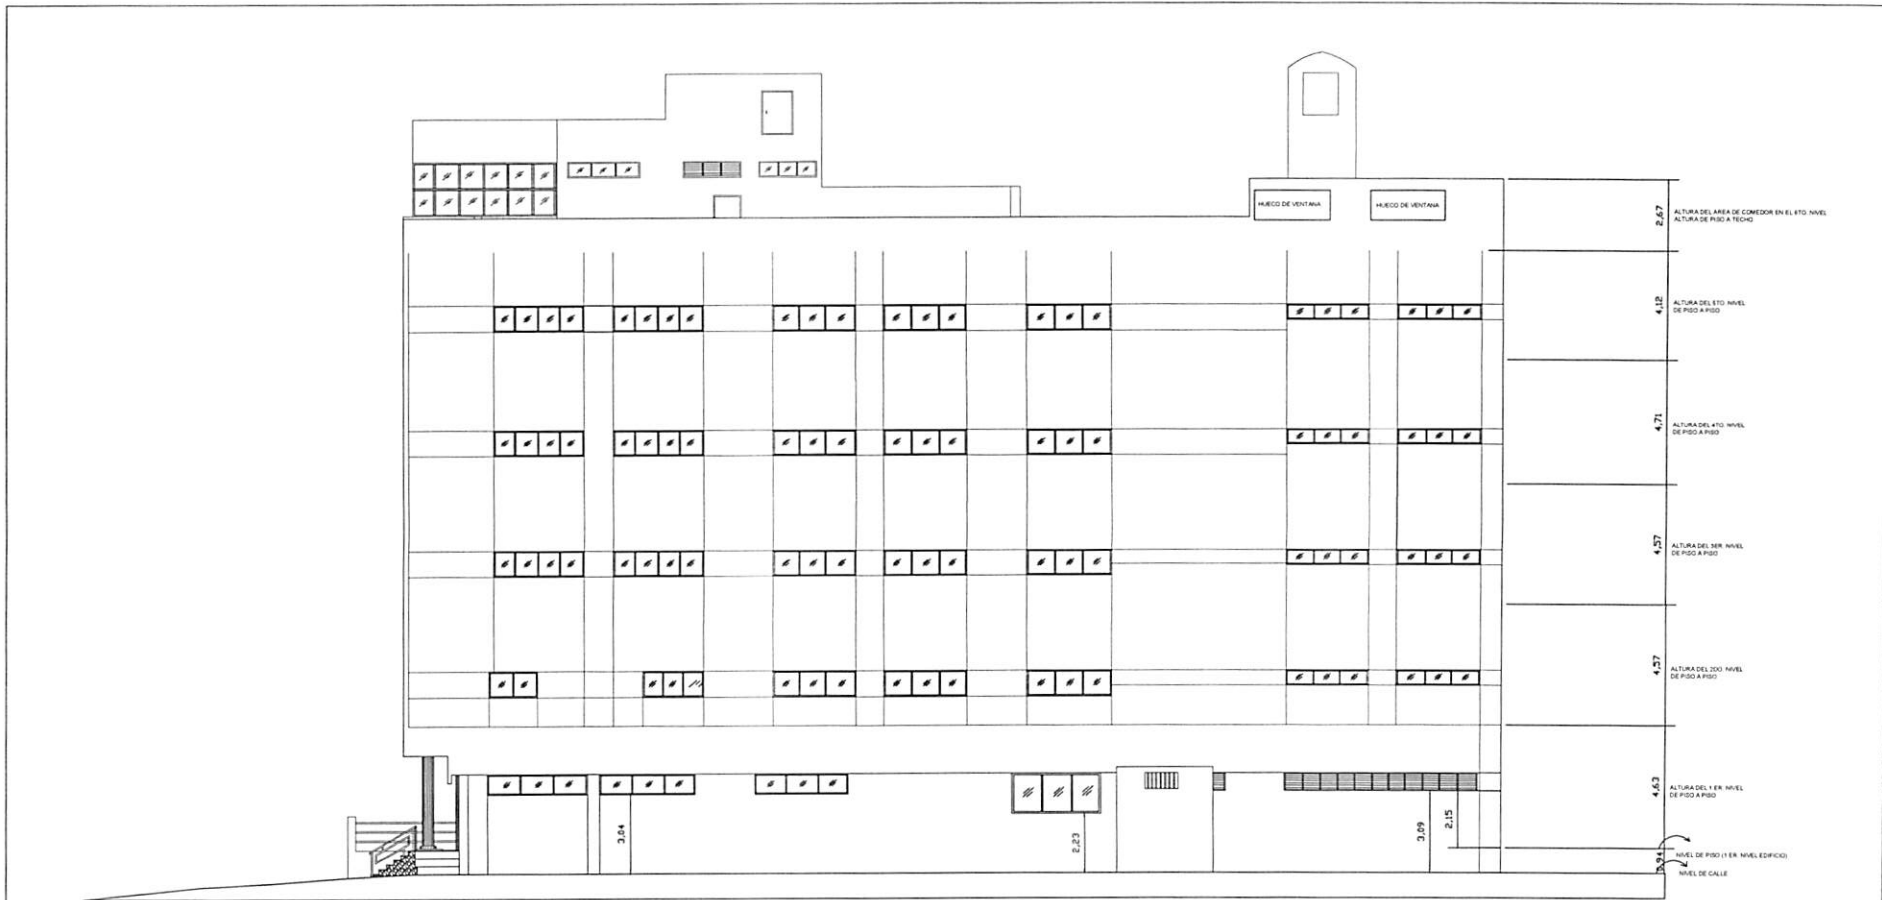 HUECO DE VENTANA
HUECO DE VENTANA
2,67
ALTURA DEL AREA DE COMEDOR EN EL 6TO. NIVEL
ALTURA DE PISO A TECHO
4,12
ALTURA DEL 5TO. NIVEL
DE PISO A PISO
4,71
ALTURA DEL 4TO. NIVEL
DE PISO A PISO
4,57
ALTURA DEL 3ER. NIVEL
DE PISO A PISO
4,57
ALTURA DEL 2DO. NIVEL
DE PISO A PISO
4,63
ALTURA DEL 1 ER. NIVEL
DE PISO A PISO
3,04
2,23
3,09
2,15
,94
NIVEL DE PISO (1 ER. NIVEL EDIFICIO)
NIVEL DE CALLE